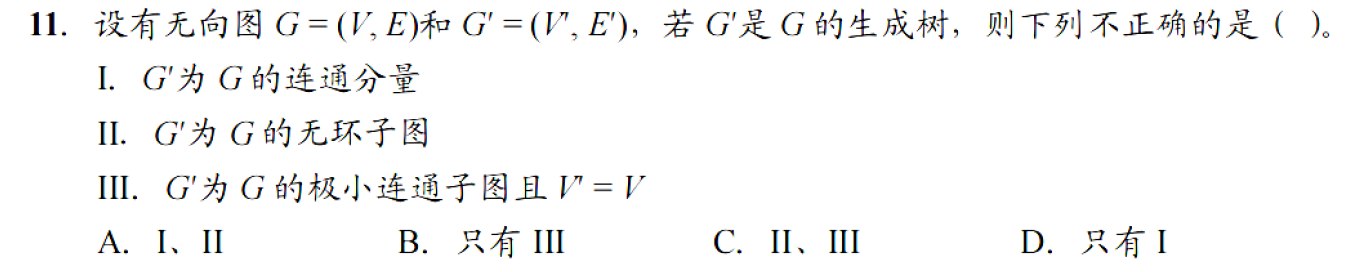 11. 设有无向图 G = (V, E)和 G' = (V', E')，若 G'是 G 的生成树，则下列不正确的是（ ）。
I. G'为 G 的连通分量
II. G'为 G 的无环子图
III. G'为 G 的极小连通子图且 V' = V
A. I、II B. 只有 III C. II、III D. 只有 I